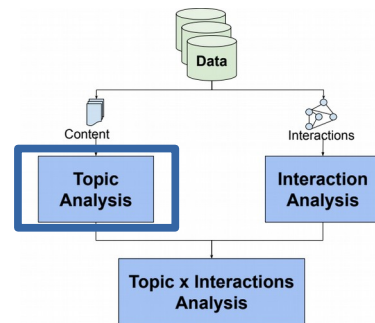 Data
Content
Interactions
Topic
Analysis
Interaction
Analysis
Topic x Interactions
Analysis